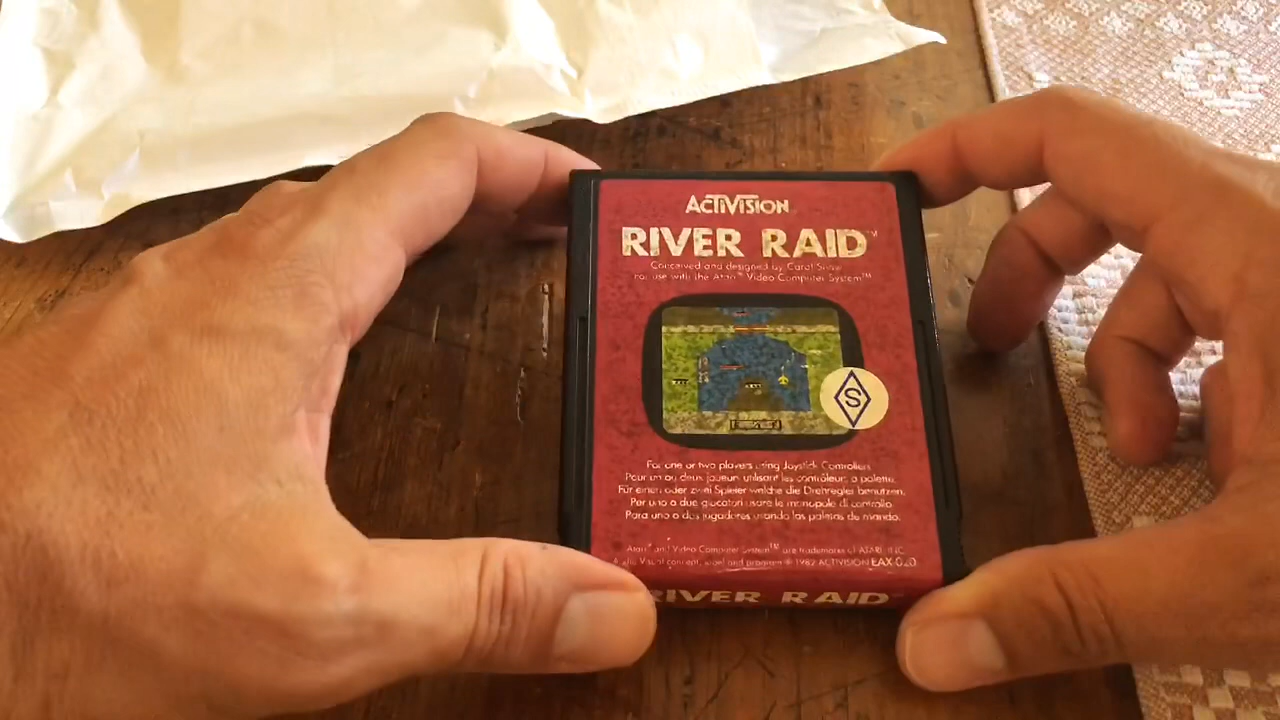 ACTIVISION
RIVER RAID™
Conceived and designed by Carol Shaw
For use with the Atari® Video Computer System™
S
For one or two players using Joystick Controllers.
Pour un ou deux joueurs utilisant les contrôleurs à palette.
Für einen oder zwei Spieler welche die Drehregler benutzen.
Per uno o due giocatori usare le manopole di controllo.
Para uno o dos jugadores usando las paletas de mando.
Atari® and Video Computer System™ are trademarks of ATARI, INC.
Audio Visual concept, label and program © 1982 ACTIVISION EAX-020
RIVER RAID™